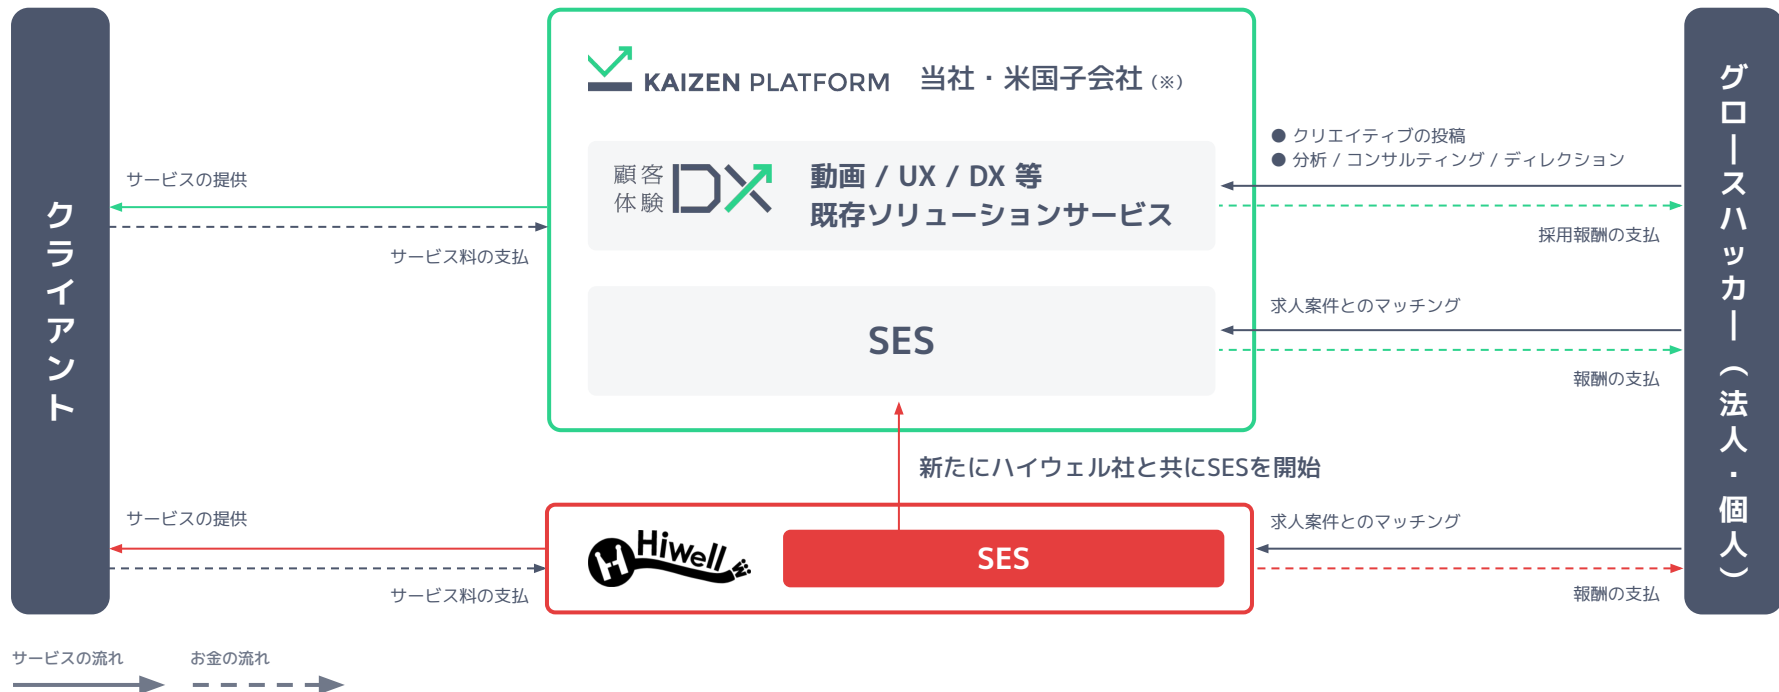 クライアント
サービスの提供
サービス料の支払
KAIZEN PLATFORM 当社・米国子会社（※）
顧客
体験
DX
動画 / UX / DX 等
既存ソリューションサービス
● クリエイティブの投稿
● 分析 / コンサルティング / ディレクション
採用報酬の支払
SES
求人案件とのマッチング
報酬の支払
新たにハイウェル社と共にSESを開始
サービスの提供
サービス料の支払
Hiwell
SES
求人案件とのマッチング
報酬の支払
グロースハッカー（法人・個人）
サービスの流れ
お金の流れ